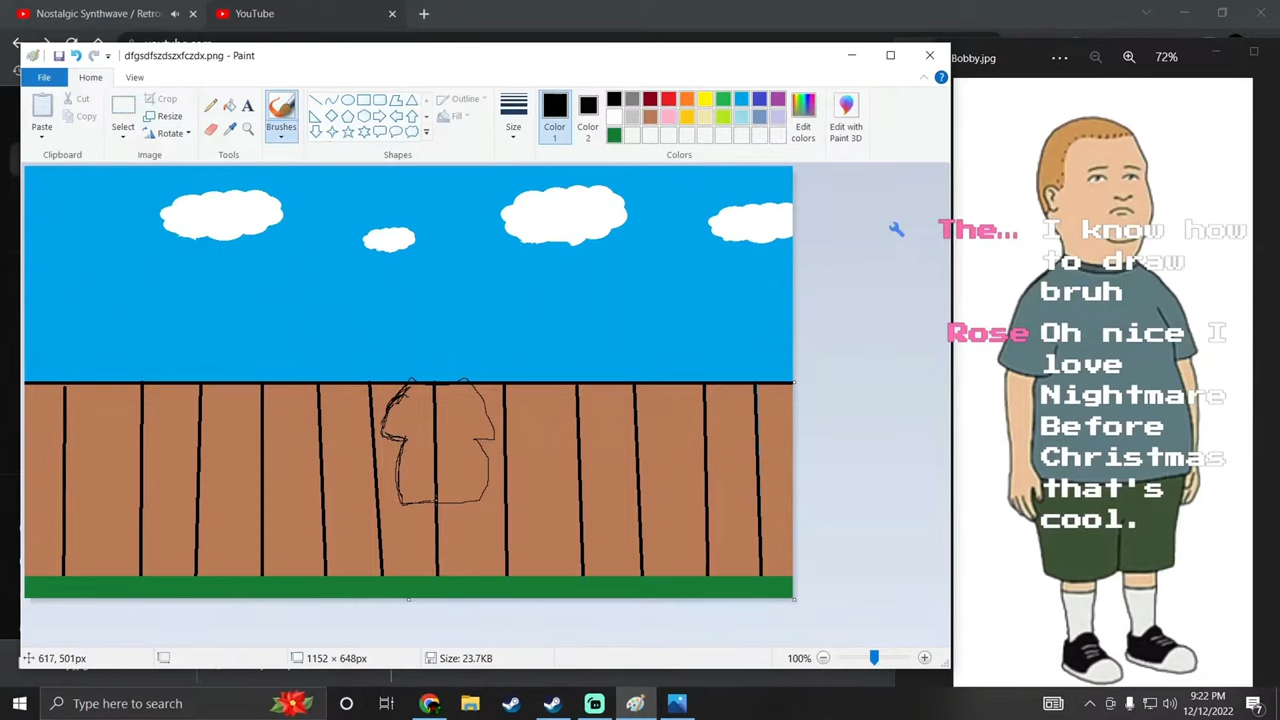 Nostalgic Synthwave / Retro
YouTube
dfgsdfszdszxfczdx.png - Paint
Bobby.jpg
72%
File
Home
View
Paste
Cut
Copy
Select
Crop
Resize
Rotate
Brushes
Outline
Fill
Size
Color 1
Color 2
Edit colors
Edit with Paint 3D
Clipboard
Image
Tools
Shapes
Colors
The... I know how
to draw
bruh
Rose Oh nice I
love
Nightmare
Before
Christmas
that's
cool.
617, 501px
1152 × 648px
Size: 23.7KB
100%
Type here to search
9:22 PM
12/12/2022
7